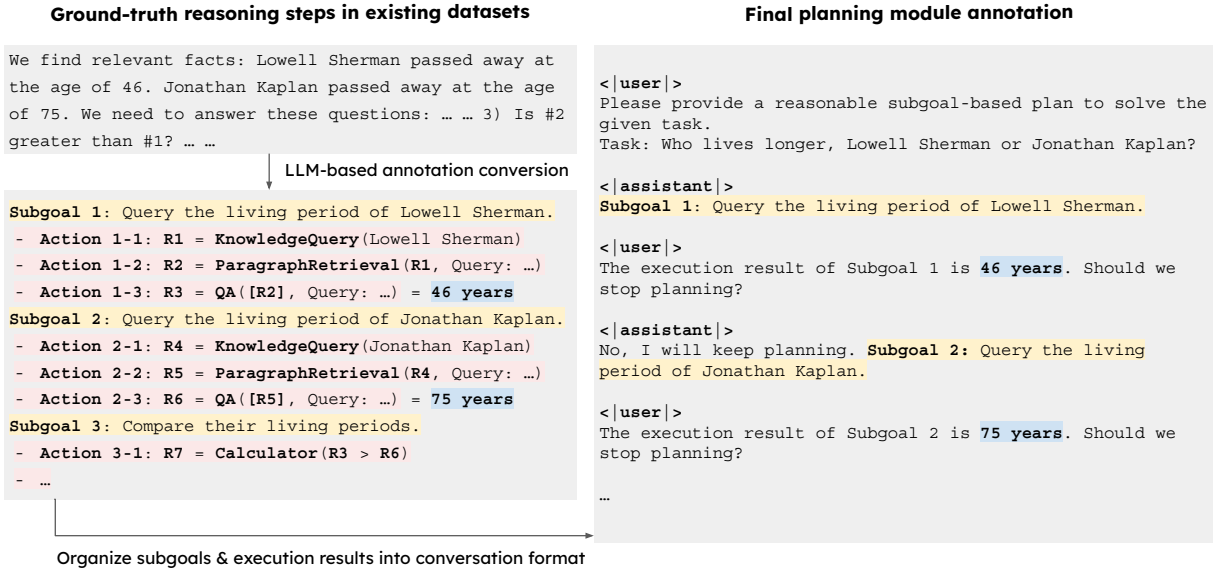 Ground-truth reasoning steps in existing datasets
We find relevant facts: Lowell Sherman passed away at
the age of 46. Jonathan Kaplan passed away at the age
of 75. We need to answer these questions: … … 3) Is #2
greater than #1? … …
LLM-based annotation conversion
Subgoal 1: Query the living period of Lowell Sherman.
- Action 1-1: R1 = KnowledgeQuery(Lowell Sherman)
- Action 1-2: R2 = ParagraphRetrieval(R1, Query: …)
- Action 1-3: R3 = QA([R2], Query: …) = 46 years
Subgoal 2: Query the living period of Jonathan Kaplan.
- Action 2-1: R4 = KnowledgeQuery(Jonathan Kaplan)
- Action 2-2: R5 = ParagraphRetrieval(R4, Query: …)
- Action 2-3: R6 = QA([R5], Query: …) = 75 years
Subgoal 3: Compare their living periods.
- Action 3-1: R7 = Calculator(R3 > R6)
- …
Organize subgoals & execution results into conversation format
Final planning module annotation
<|user|>
Please provide a reasonable subgoal-based plan to solve the
given task.
Task: Who lives longer, Lowell Sherman or Jonathan Kaplan?
<|assistant|>
Subgoal 1: Query the living period of Lowell Sherman.
<|user|>
The execution result of Subgoal 1 is 46 years. Should we
stop planning?
<|assistant|>
No, I will keep planning. Subgoal 2: Query the living
period of Jonathan Kaplan.
<|user|>
The execution result of Subgoal 2 is 75 years. Should we
stop planning?
…